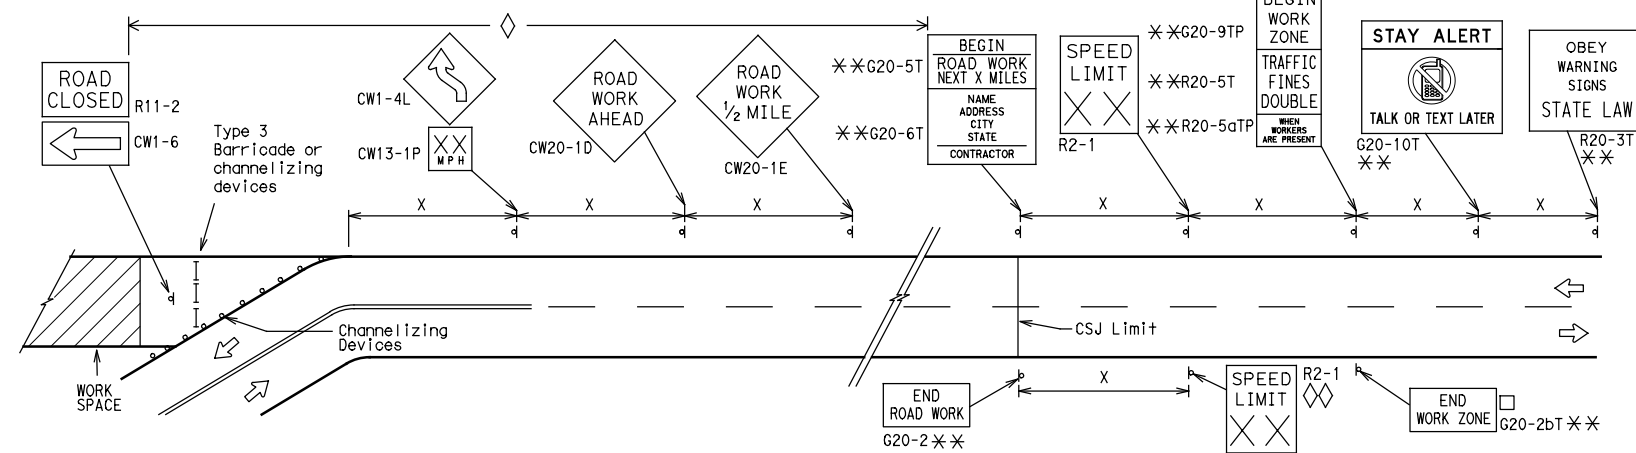 ROAD
CLOSED
R11-2
CW1-6
Type 3
Barricade or
channelizing
devices
CW1-4L
XX
MPH
CW13-1P
ROAD
WORK
AHEAD
CW20-1D
ROAD
WORK
1/2 MILE
CW20-1E
**G20-5T
**G20-6T
BEGIN
ROAD WORK
NEXT X MILES
NAME
ADDRESS
CITY
STATE
CONTRACTOR
SPEED
LIMIT
XX
R2-1
**G20-9TP
**R20-5T
**R20-5aTP
BEGIN
WORK
ZONE
TRAFFIC
FINES
DOUBLE
WHEN
WORKERS
ARE PRESENT
STAY ALERT
TALK OR TEXT LATER
G20-10T
**
OBEY
WARNING
SIGNS
STATE LAW
R20-3T
**
X
X
X
X
X
X
X
Channelizing
Devices
CSJ Limit
WORK
SPACE
END
ROAD WORK
G20-2**
X
SPEED
LIMIT
XX
R2-1
END
WORK ZONE
G20-2bT**